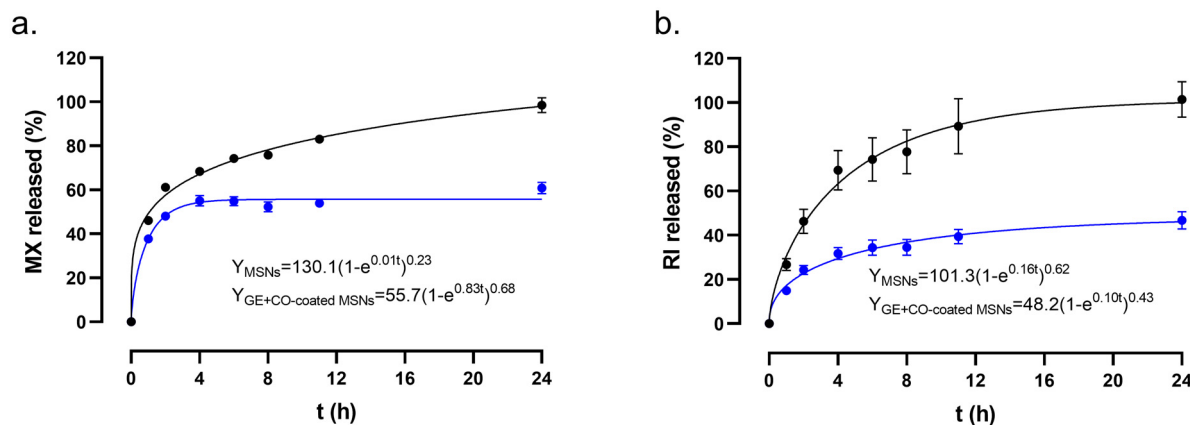 a.
MX released (%)
120
100
80
60
40
20
0
Y_MSNs=130.1(1-e^0.01t)^0.23
Y_GE+CO-coated MSNs=55.7(1-e^0.83t)^0.68
0 4 8 12 16 20 24
t (h)
b.
RI released (%)
120
100
80
60
40
20
0
Y_MSNs=101.3(1-e^0.16t)^0.62
Y_GE+CO-coated MSNs=48.2(1-e^0.10t)^0.43
0 4 8 12 16 20 24
t (h)